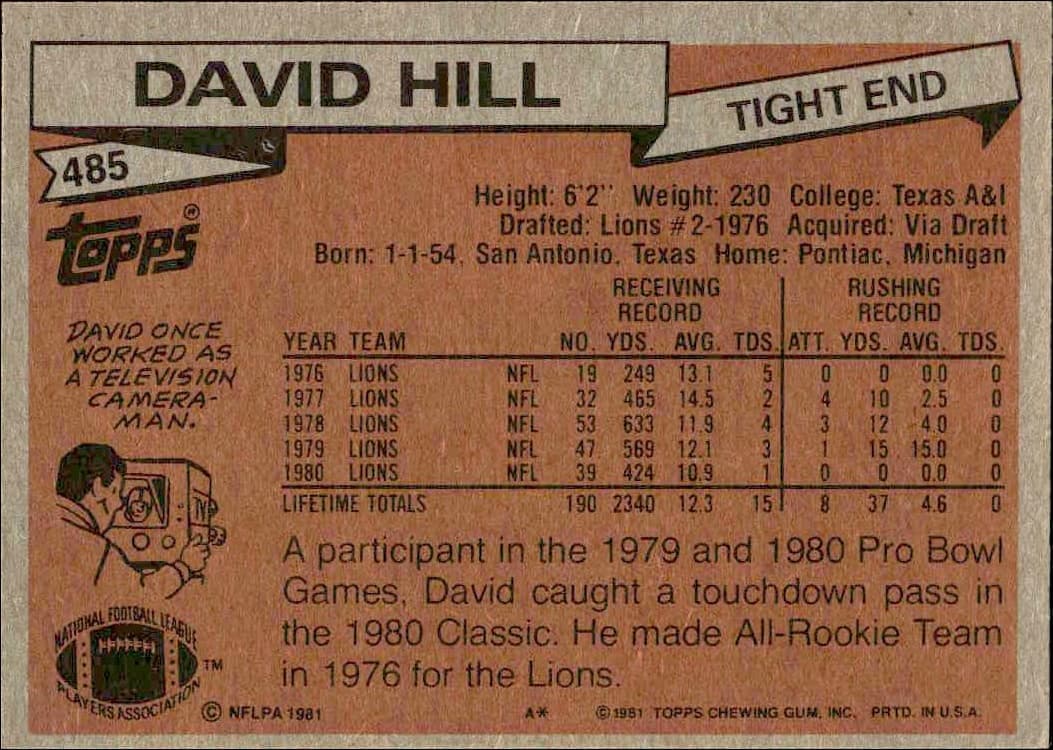 DAVID HILL
TIGHT END
485
topps®
Height: 6'2" Weight: 230 College: Texas A&I
Drafted: Lions #2-1976 Acquired: Via Draft
Born: 1-1-54, San Antonio, Texas Home: Pontiac, Michigan
DAVID ONCE
WORKED AS
A TELEVISION
CAMERA-
MAN.
TV
RECEIVING RUSHING
RECORD RECORD
YEAR TEAM NO. YDS. AVG. TDS. ATT. YDS. AVG. TDS.
1976 LIONS NFL 19 249 13.1 5 0 0 0.0 0
1977 LIONS NFL 32 465 14.5 2 4 10 2.5 0
1978 LIONS NFL 53 633 11.9 4 3 12 4.0 0
1979 LIONS NFL 47 569 12.1 3 1 15 15.0 0
1980 LIONS NFL 39 424 10.9 1 0 0 0.0 0
LIFETIME TOTALS 190 2340 12.3 15 8 37 4.6 0
A participant in the 1979 and 1980 Pro Bowl
Games, David caught a touchdown pass in
the 1980 Classic. He made All-Rookie Team
in 1976 for the Lions.
NATIONAL FOOTBALL LEAGUE
PLAYERS ASSOCIATION
TM
© NFLPA 1981 A* © 1981 TOPPS CHEWING GUM, INC. PRTD. IN U.S.A.